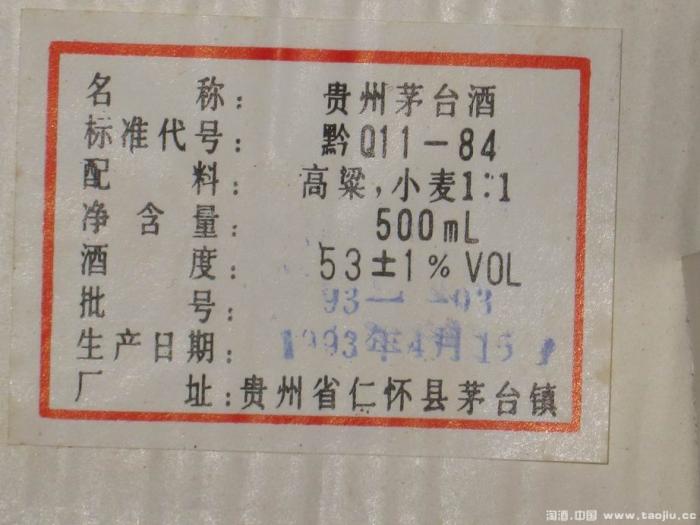 名称：贵州茅台酒
标准代号：黔Q11-84
配料：高粱,小麦1:1
净含量：500mL
酒度：53±1%VOL
批号：93- -03
生产日期：1993年4月15
厂址：贵州省仁怀县茅台镇
淘酒.中国 www.taojiu.cc